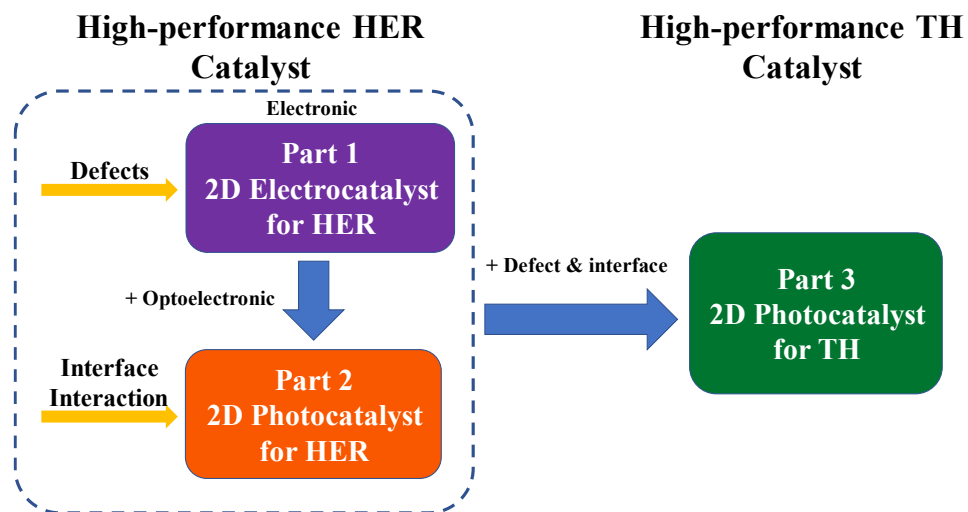 High-performance HER
Catalyst
High-performance TH
Catalyst
Electronic
Defects
Part 1
2D Electrocatalyst
for HER
+ Optoelectronic
Interface
Interaction
Part 2
2D Photocatalyst
for HER
+ Defect & interface
Part 3
2D Photocatalyst
for TH